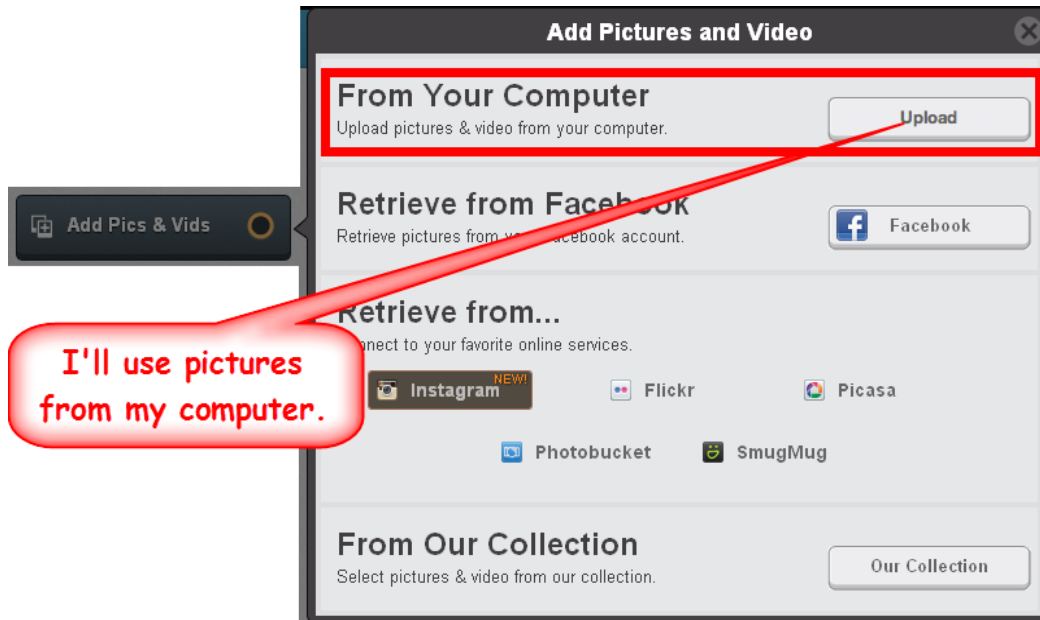 Add Pictures and Video
From Your Computer
Upload pictures & video from your computer.
Upload
Retrieve from Facebook
Retrieve pictures from your Facebook account.
Facebook
Add Pics & Vids
Retrieve from...
Connect to your favorite online services.
Instagram NEW!
Flickr
Picasa
Photobucket
SmugMug
I'll use pictures
from my computer.
From Our Collection
Select pictures & video from our collection.
Our Collection